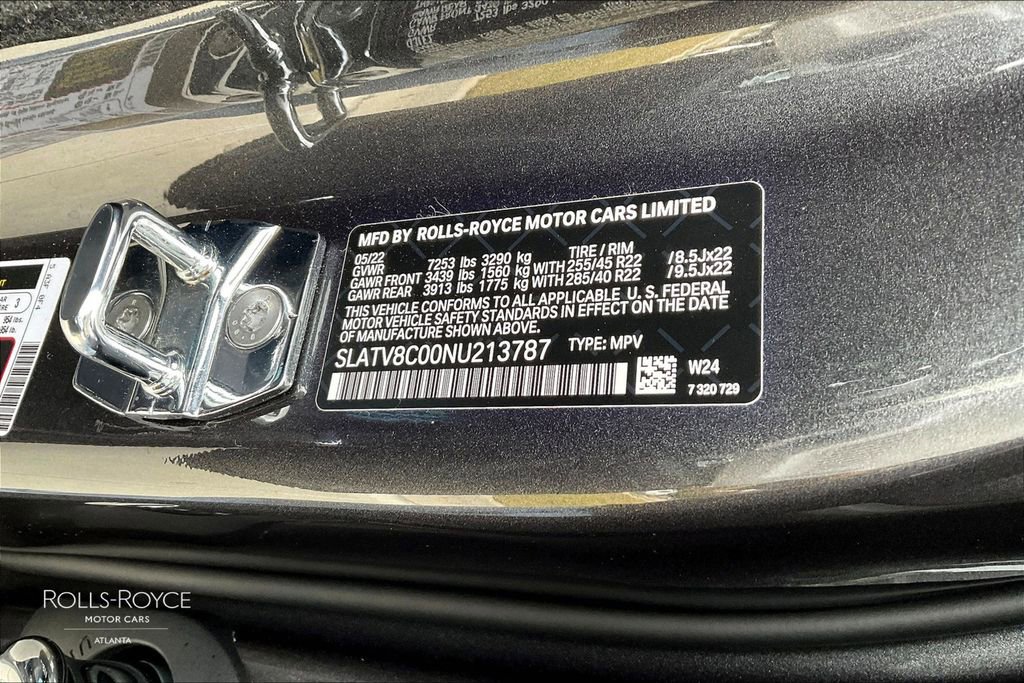 MFD BY ROLLS-ROYCE MOTOR CARS LIMITED
05/22 7253 lbs 3290 kg TIRE / RIM
GVWR
GAWR FRONT 3439 lbs 1560 kg WITH 255/45 R22 /8.5Jx22
GAWR REAR 3913 lbs 1775 kg WITH 285/40 R22 /9.5Jx22
THIS VEHICLE CONFORMS TO ALL APPLICABLE U. S. FEDERAL
MOTOR VEHICLE SAFETY STANDARDS IN EFFECT ON THE DATE
OF MANUFACTURE SHOWN ABOVE.
SLATV8C00NU213787 TYPE: MPV
W24
7 320 729
3
ROLLS-ROYCE
MOTOR CARS
ATLANTA